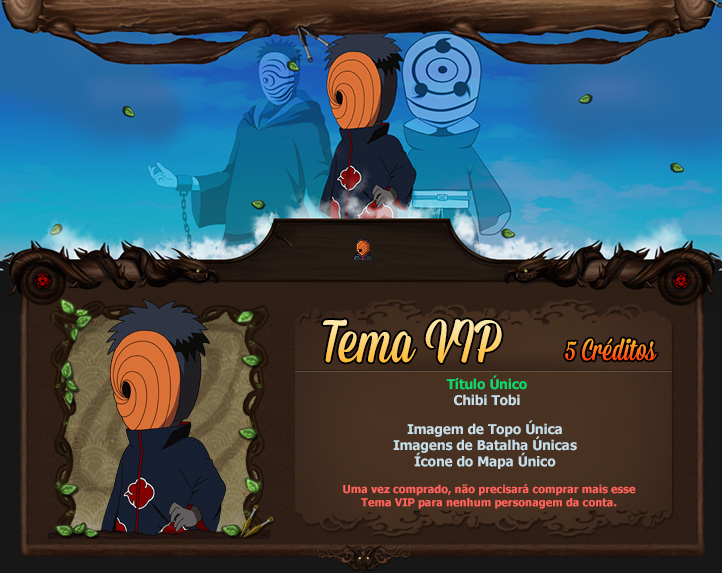 Tema VIP
5 Créditos
Título Único
Chibi Tobi
Imagem de Topo Única
Imagens de Batalha Únicas
Ícone do Mapa Único
Uma vez comprado, não precisará comprar mais esse
Tema VIP para nenhum personagem da conta.